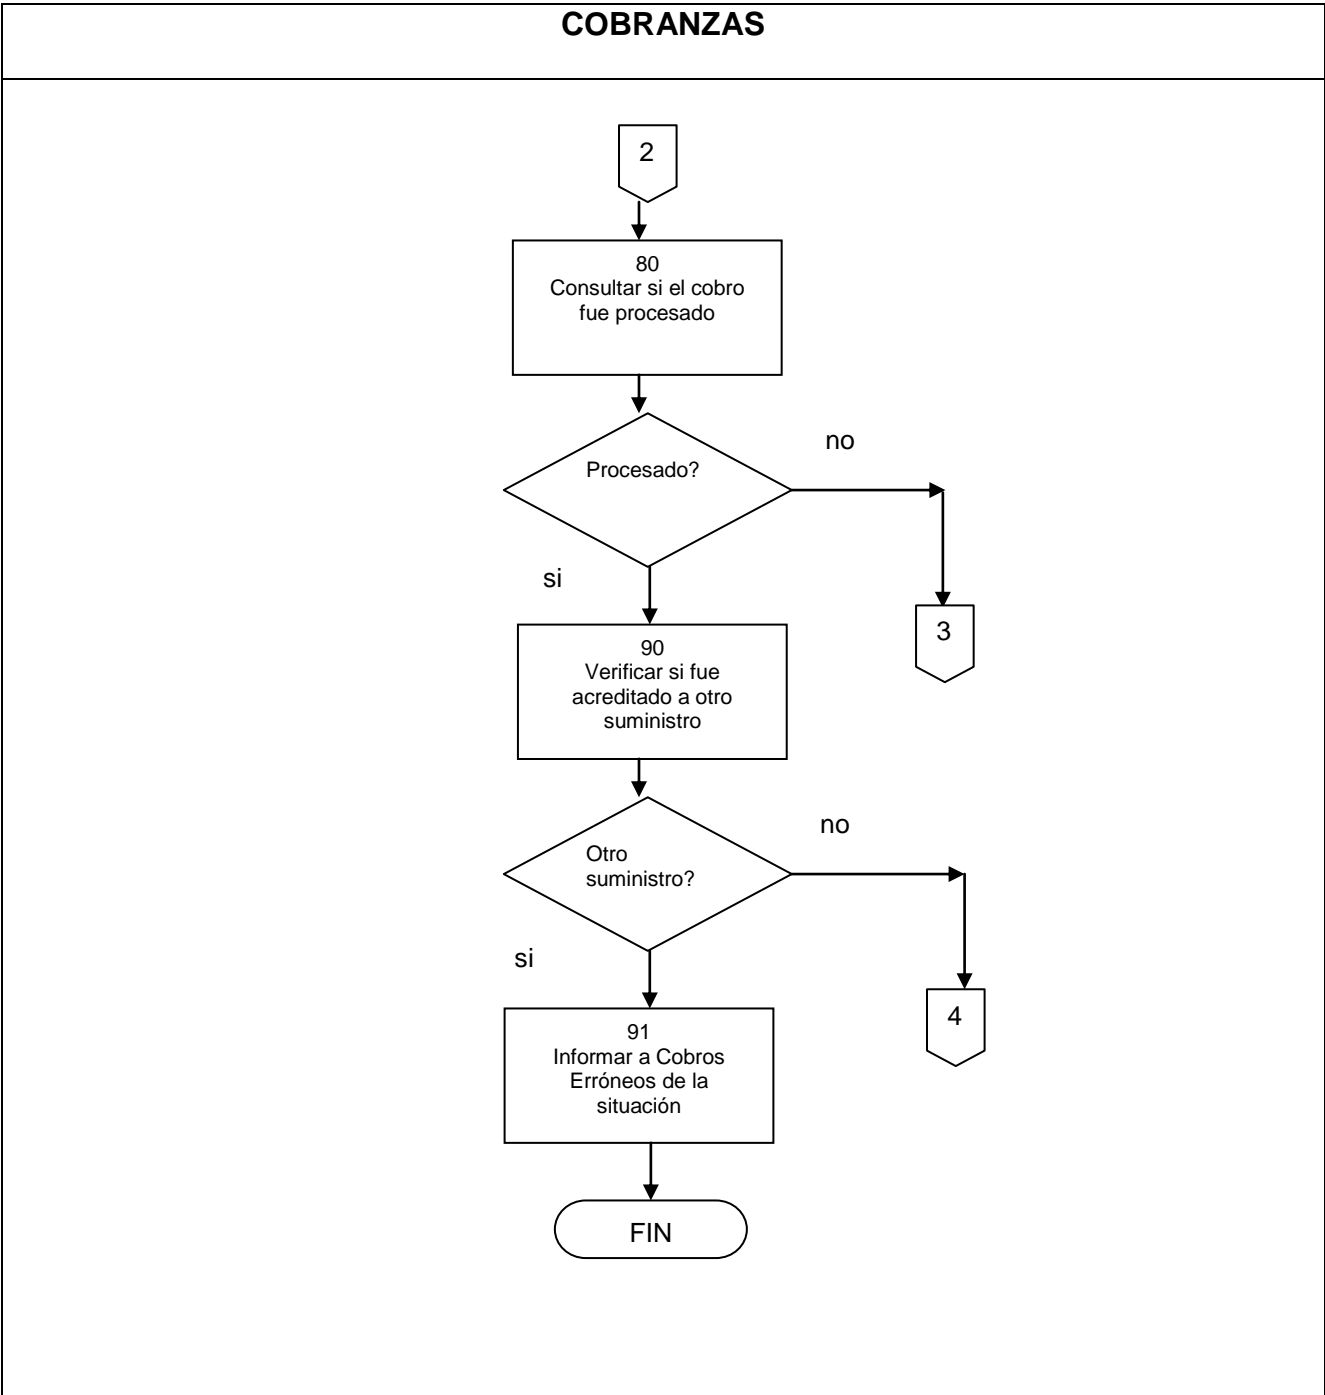 COBRANZAS
2
80
Consultar si el cobro
fue procesado
Procesado?
no
si
3
90
Verificar si fue
acreditado a otro
suministro
no
Otro
suministro?
si
4
91
Informar a Cobros
Erróneos de la
situación
FIN